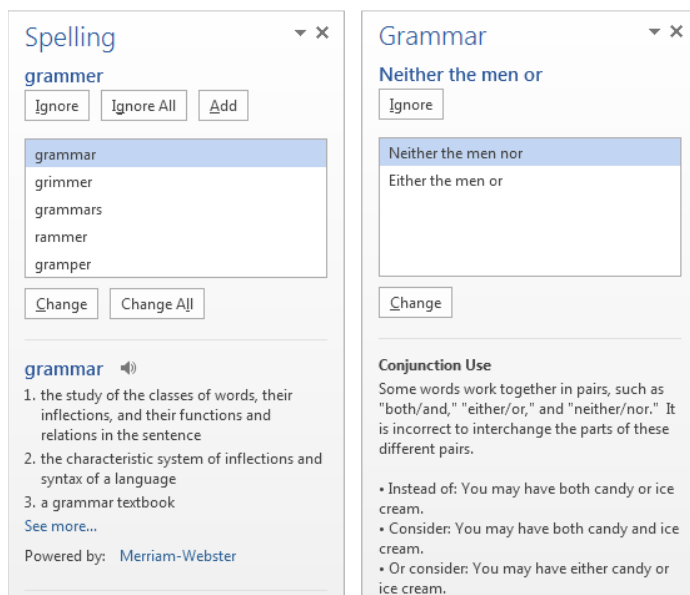 Spelling
grammer
Ignore
Ignore All
Add
grammar
grimmer
grammars
rammer
gramper
Change
Change All
grammar
1. the study of the classes of words, their
inflections, and their functions and
relations in the sentence
2. the characteristic system of inflections and
syntax of a language
3. a grammar textbook
See more...
Powered by: Merriam-Webster
Grammar
Neither the men or
Ignore
Neither the men nor
Either the men or
Change
Conjunction Use
Some words work together in pairs, such as
"both/and," "either/or," and "neither/nor." It
is incorrect to interchange the parts of these
different pairs.
• Instead of: You may have both candy or ice
cream.
• Consider: You may have both candy and ice
cream.
• Or consider: You may have either candy or
ice cream.